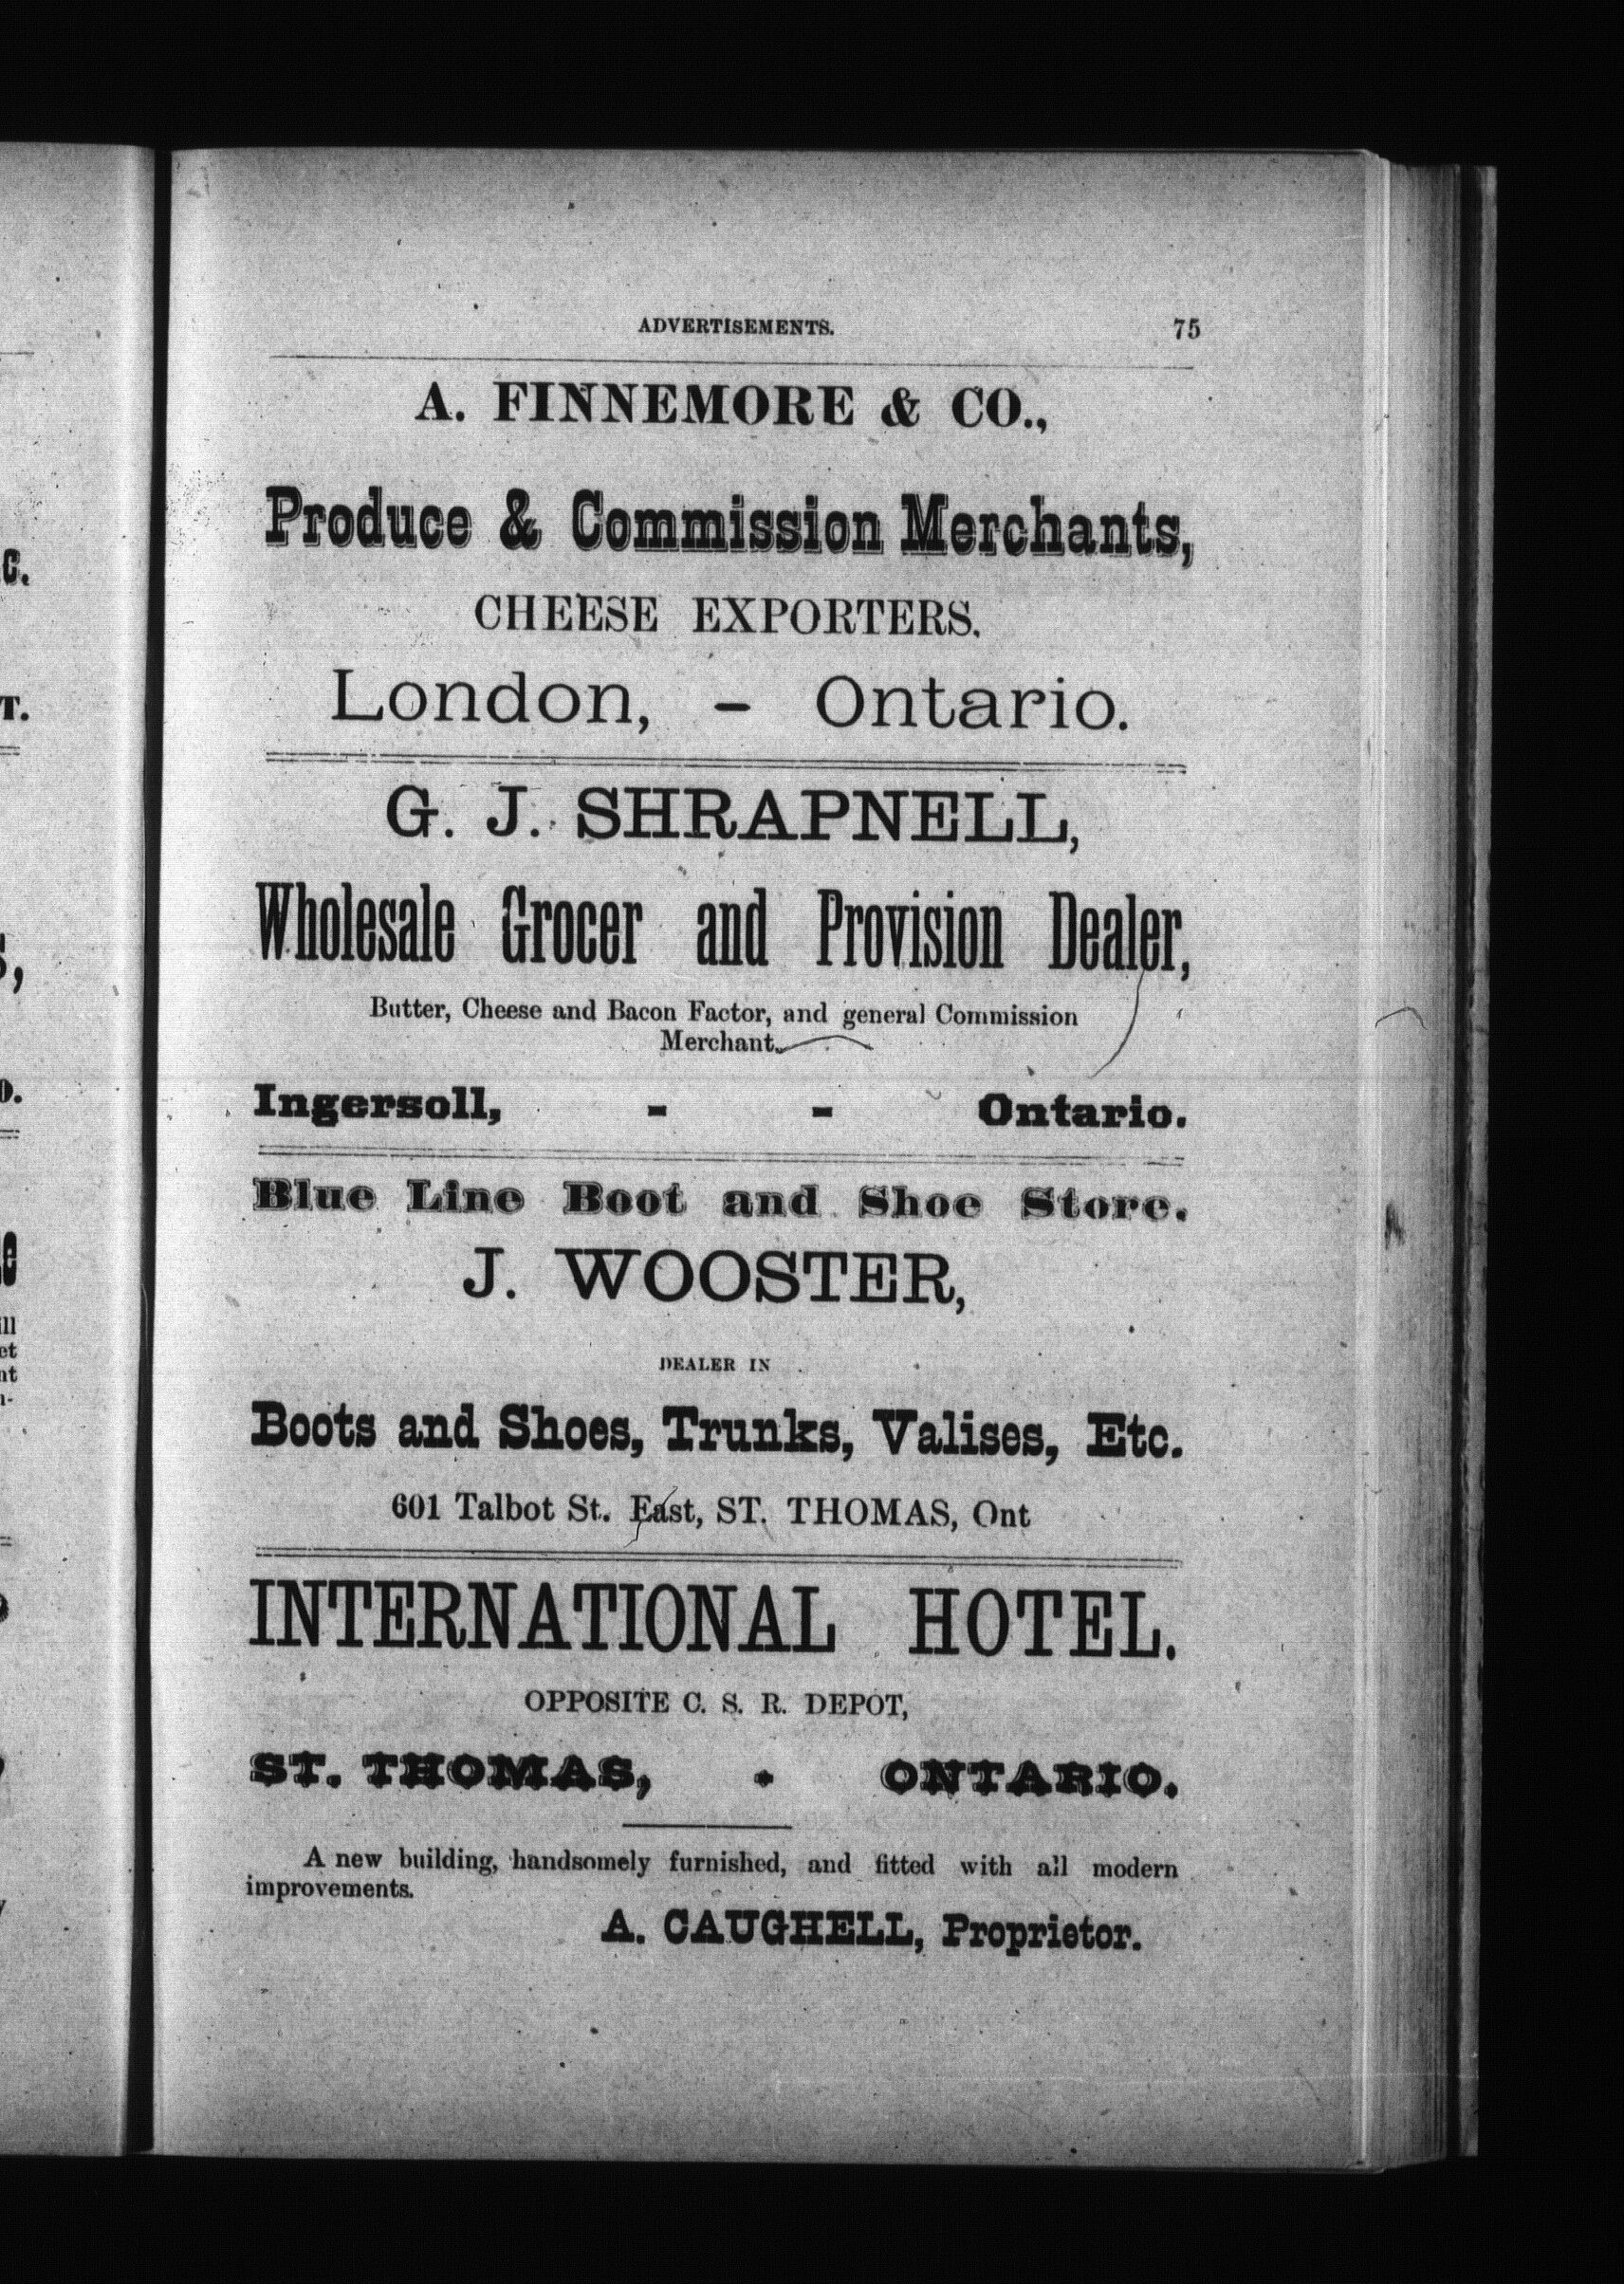 ADVERTISEMENTS. 75
A. FINNEMORE & CO.,
Produce & Commission Merchants,
CHEESE EXPORTERS.
London, - Ontario.
G. J. SHRAPNELL,
Wholesale Grocer and Provision Dealer,
Butter, Cheese and Bacon Factor, and general Commission
Merchant.
Ingersoll, - - Ontario.
Blue Line Boot and Shoe Store.
J. WOOSTER,
DEALER IN
Boots and Shoes, Trunks, Valises, Etc.
601 Talbot St. East, ST. THOMAS, Ont
INTERNATIONAL HOTEL.
OPPOSITE C. S. R. DEPOT,
ST. THOMAS, - ONTARIO.
A new building, handsomely furnished, and fitted with all modern
improvements.
A. CAUGHELL, Proprietor.